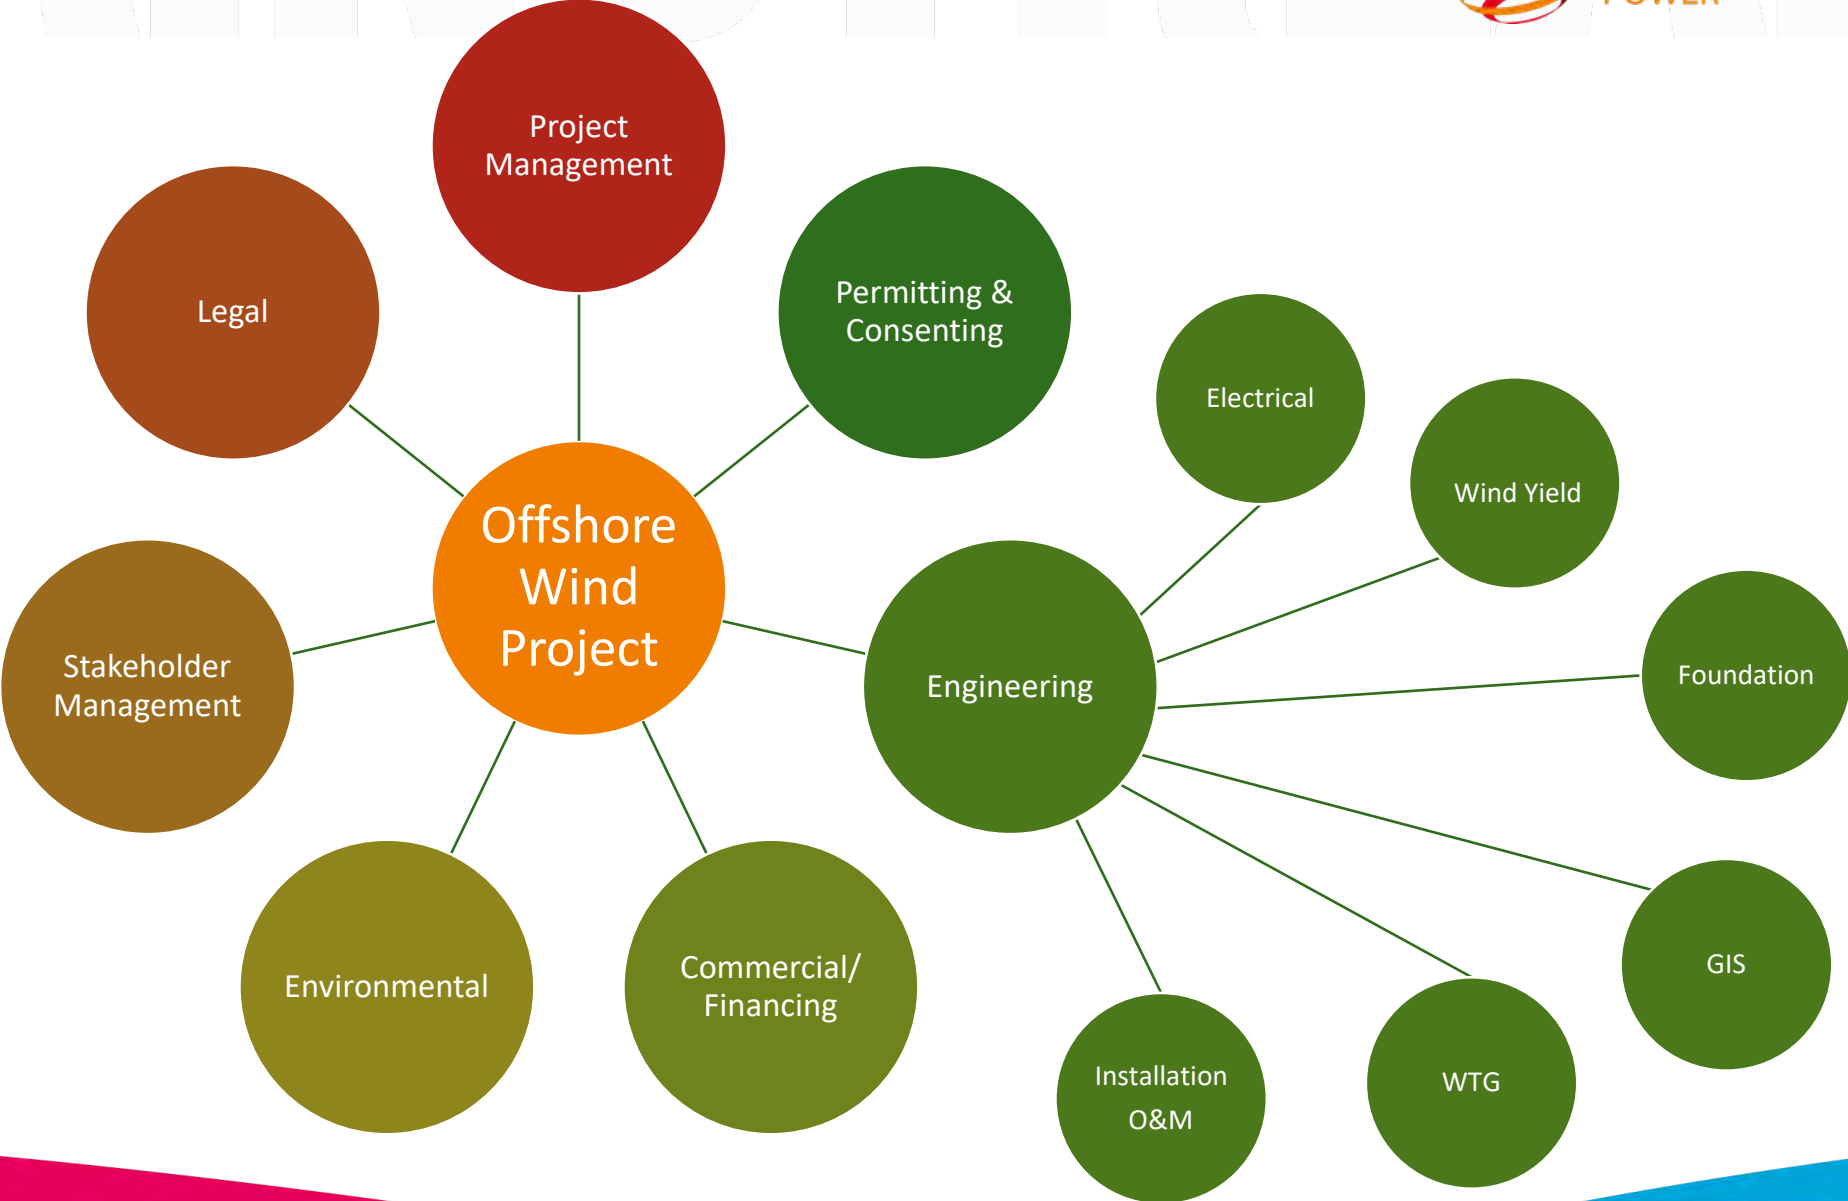 POWER
Project
Management
Legal
Permitting &
Consenting
Electrical
Wind Yield
Offshore
Wind
Project
Stakeholder
Management
Engineering
Foundation
Environmental
Commercial/
Financing
GIS
Installation
O&M
WTG